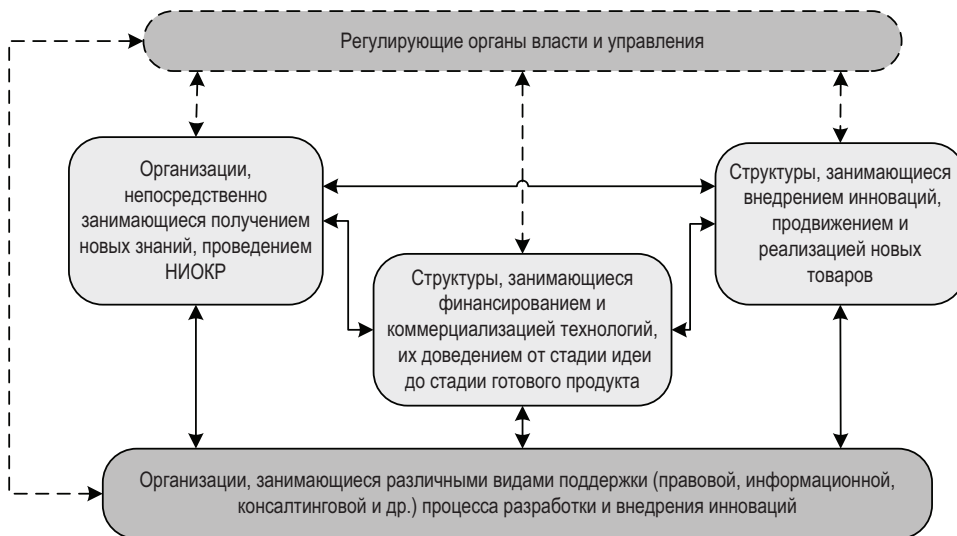 Регулирующие органы власти и управления
Организации,
непосредственно
занимающиеся получением
новых знаний, проведением
НИОКР
Структуры, занимающиеся
финансированием и
коммерциализацией технологий,
их доведением от стадии идеи
до стадии готового продукта
Структуры, занимающиеся
внедрением инноваций,
продвижением и
реализацией новых
товаров
Организации, занимающиеся различными видами поддержки (правовой, информационной,
консалтинговой и др.) процесса разработки и внедрения инноваций